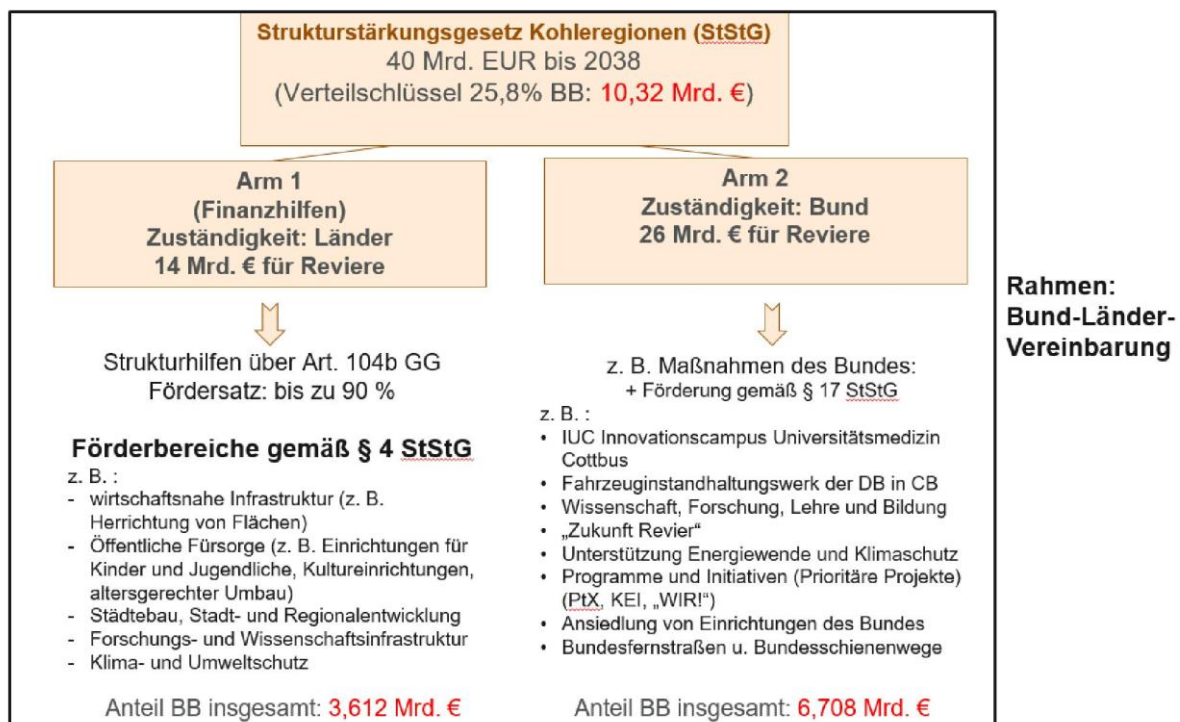 Strukturstärkungsgesetz Kohleregionen (StStG)
40 Mrd. EUR bis 2038
(Verteilschlüssel 25,8% BB: 10,32 Mrd. €)
Arm 1
(Finanzhilfen)
Zuständigkeit: Länder
14 Mrd. € für Reviere
Strukturhilfen über Art. 104b GG
Fördersatz: bis zu 90 %
Förderbereiche gemäß § 4 StStG
z. B. :
- wirtschaftsnahe Infrastruktur (z. B.
Herrichtung von Flächen)
- Öffentliche Fürsorge (z. B. Einrichtungen für
Kinder und Jugendliche, Kultureinrichtungen,
altersgerechter Umbau)
- Städtebau, Stadt- und Regionalentwicklung
- Forschungs- und Wissenschaftsinfrastruktur
- Klima- und Umweltschutz
Anteil BB insgesamt: 3,612 Mrd. €
Arm 2
Zuständigkeit: Bund
26 Mrd. € für Reviere
z. B. Maßnahmen des Bundes:
+ Förderung gemäß § 17 StStG
z. B. :
• IUC Innovationscampus Universitätsmedizin
Cottbus
• Fahrzeuginstandhaltungswerk der DB in CB
• Wissenschaft, Forschung, Lehre und Bildung
• „Zukunft Revier“
• Unterstützung Energiewende und Klimaschutz
• Programme und Initiativen (Prioritäre Projekte)
(PtX, KEI, „WIR!“)
• Ansiedlung von Einrichtungen des Bundes
• Bundesfernstraßen u. Bundesschienenwege
Anteil BB insgesamt: 6,708 Mrd. €
Rahmen:
Bund-Länder-
Vereinbarung